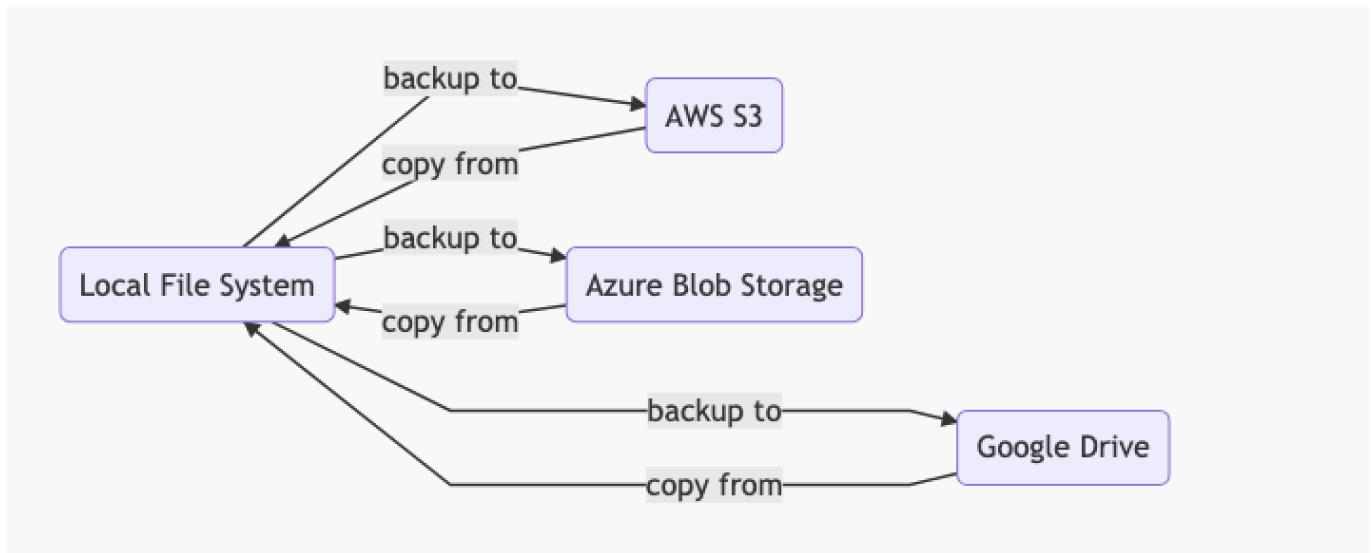 backup to
AWS S3
copy from
backup to
Local File System
Azure Blob Storage
copy from
backup to
Google Drive
copy from